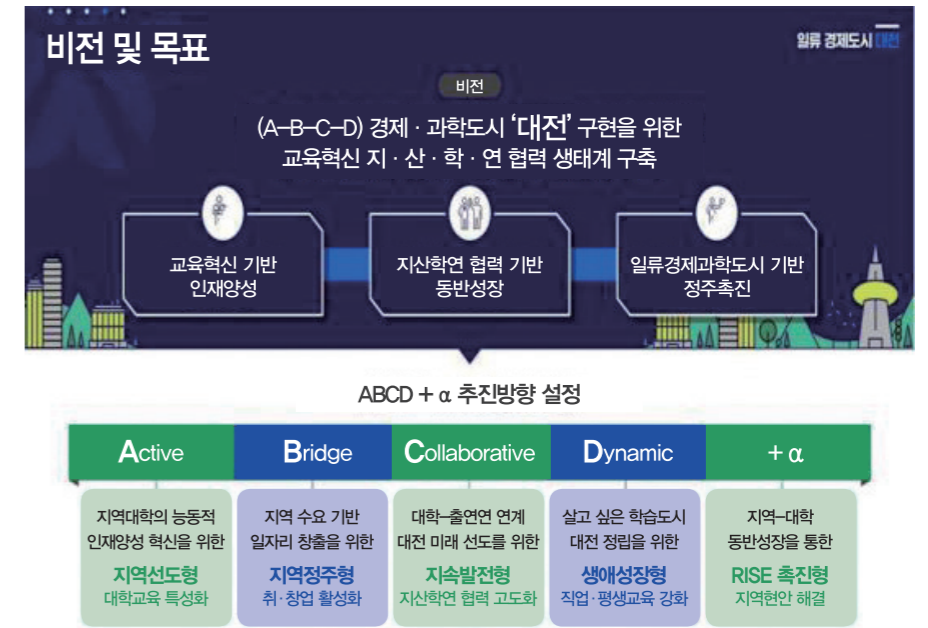 비전 및 목표
일류 경제도시 대전
비전
(A-B-C-D) 경제 · 과학도시 ‘대전’ 구현을 위한
교육혁신 지 · 산 · 학 · 연 협력 생태계 구축
교육혁신 기반
인재양성
지산학연 협력 기반
동반성장
일류경제과학도시 기반
정주촉진
ABCD + α 추진방향 설정
Active
Bridge
Collaborative
Dynamic
+ α
지역대학의 능동적
인재양성 혁신을 위한
지역선도형
대학교육 특성화
지역 수요 기반
일자리 창출을 위한
지역정주형
취·창업 활성화
대학-출연연 연계
대전 미래 선도를 위한
지속발전형
지산학연 협력 고도화
살고 싶은 학습도시
대전 정립을 위한
생애성장형
직업·평생교육 강화
지역-대학
동반성장을 통한
RISE 촉진형
지역현안 해결